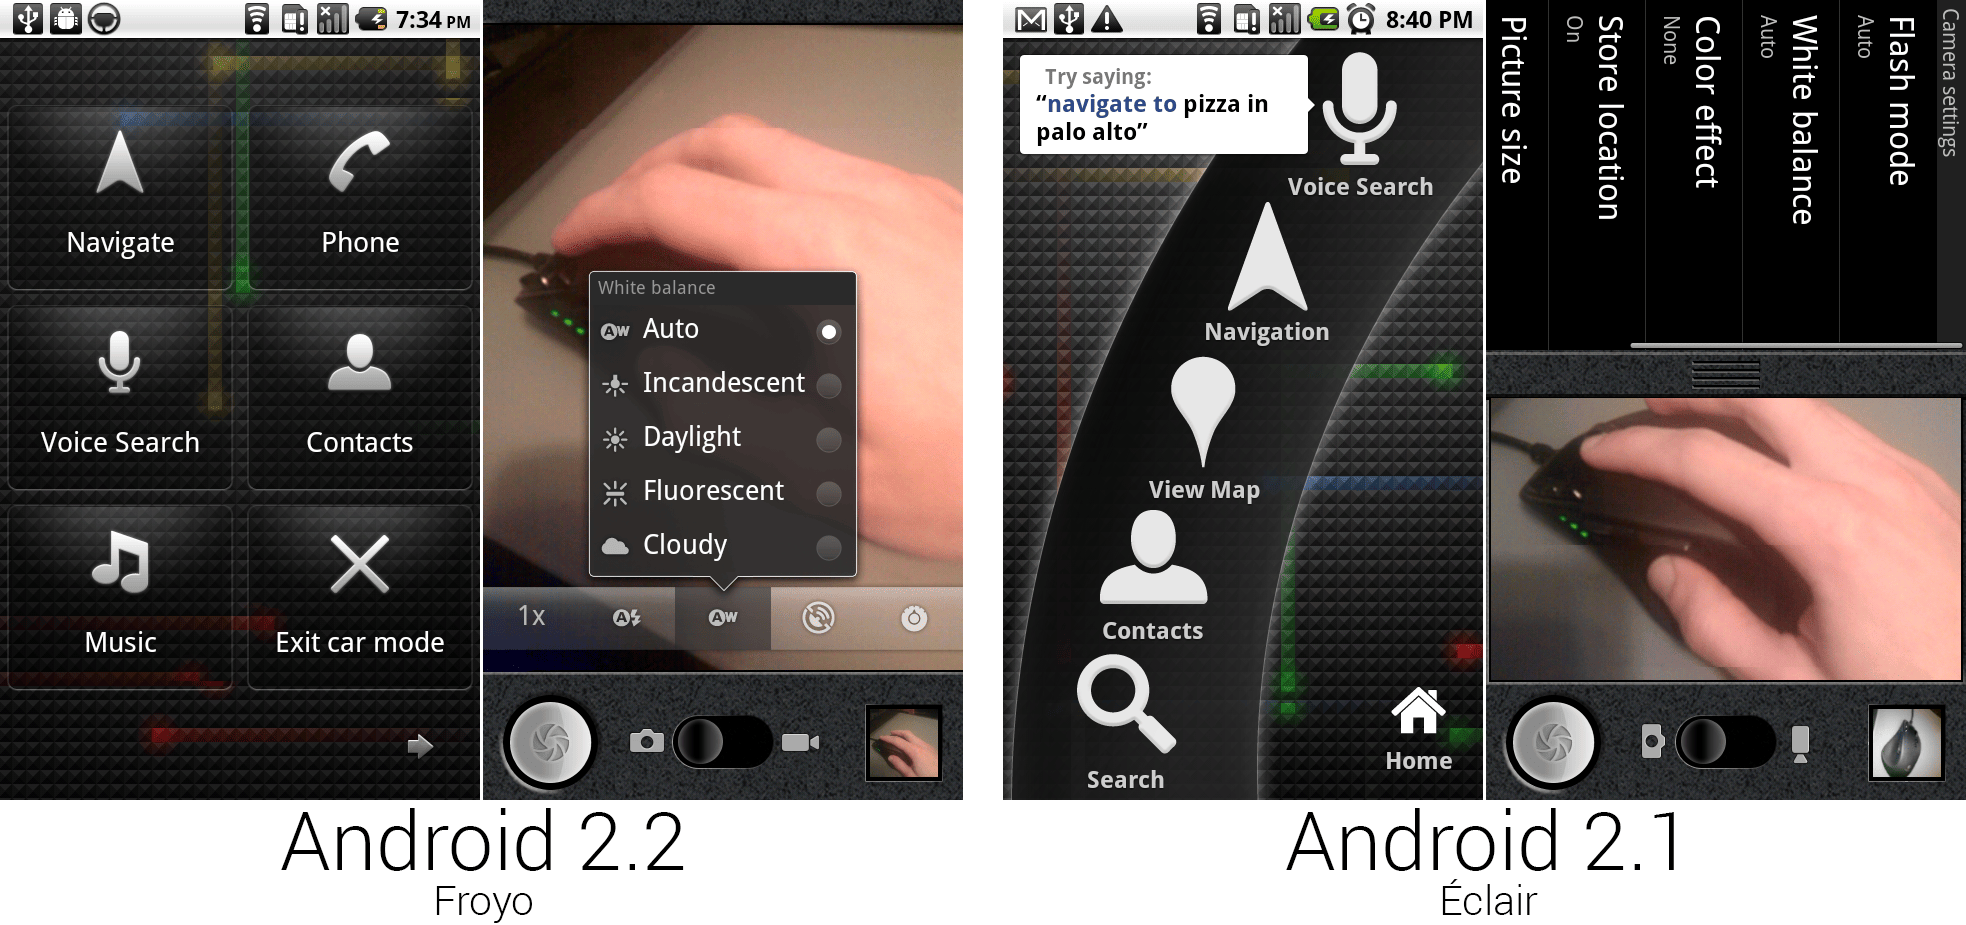 7:34 PM
Navigate
Phone
Voice Search
Contacts
Music
Exit car mode
White balance
AW Auto
Incandescent
Daylight
Fluorescent
Cloudy
1x
A
AW
8:40 PM
Try saying:
“navigate to pizza in
palo alto”
Voice Search
Navigation
View Map
Contacts
Search
Home
Camera settings
Flash mode
Auto
White balance
Auto
Color effect
None
Store location
On
Picture size
Android 2.2
Froyo
Android 2.1
Éclair